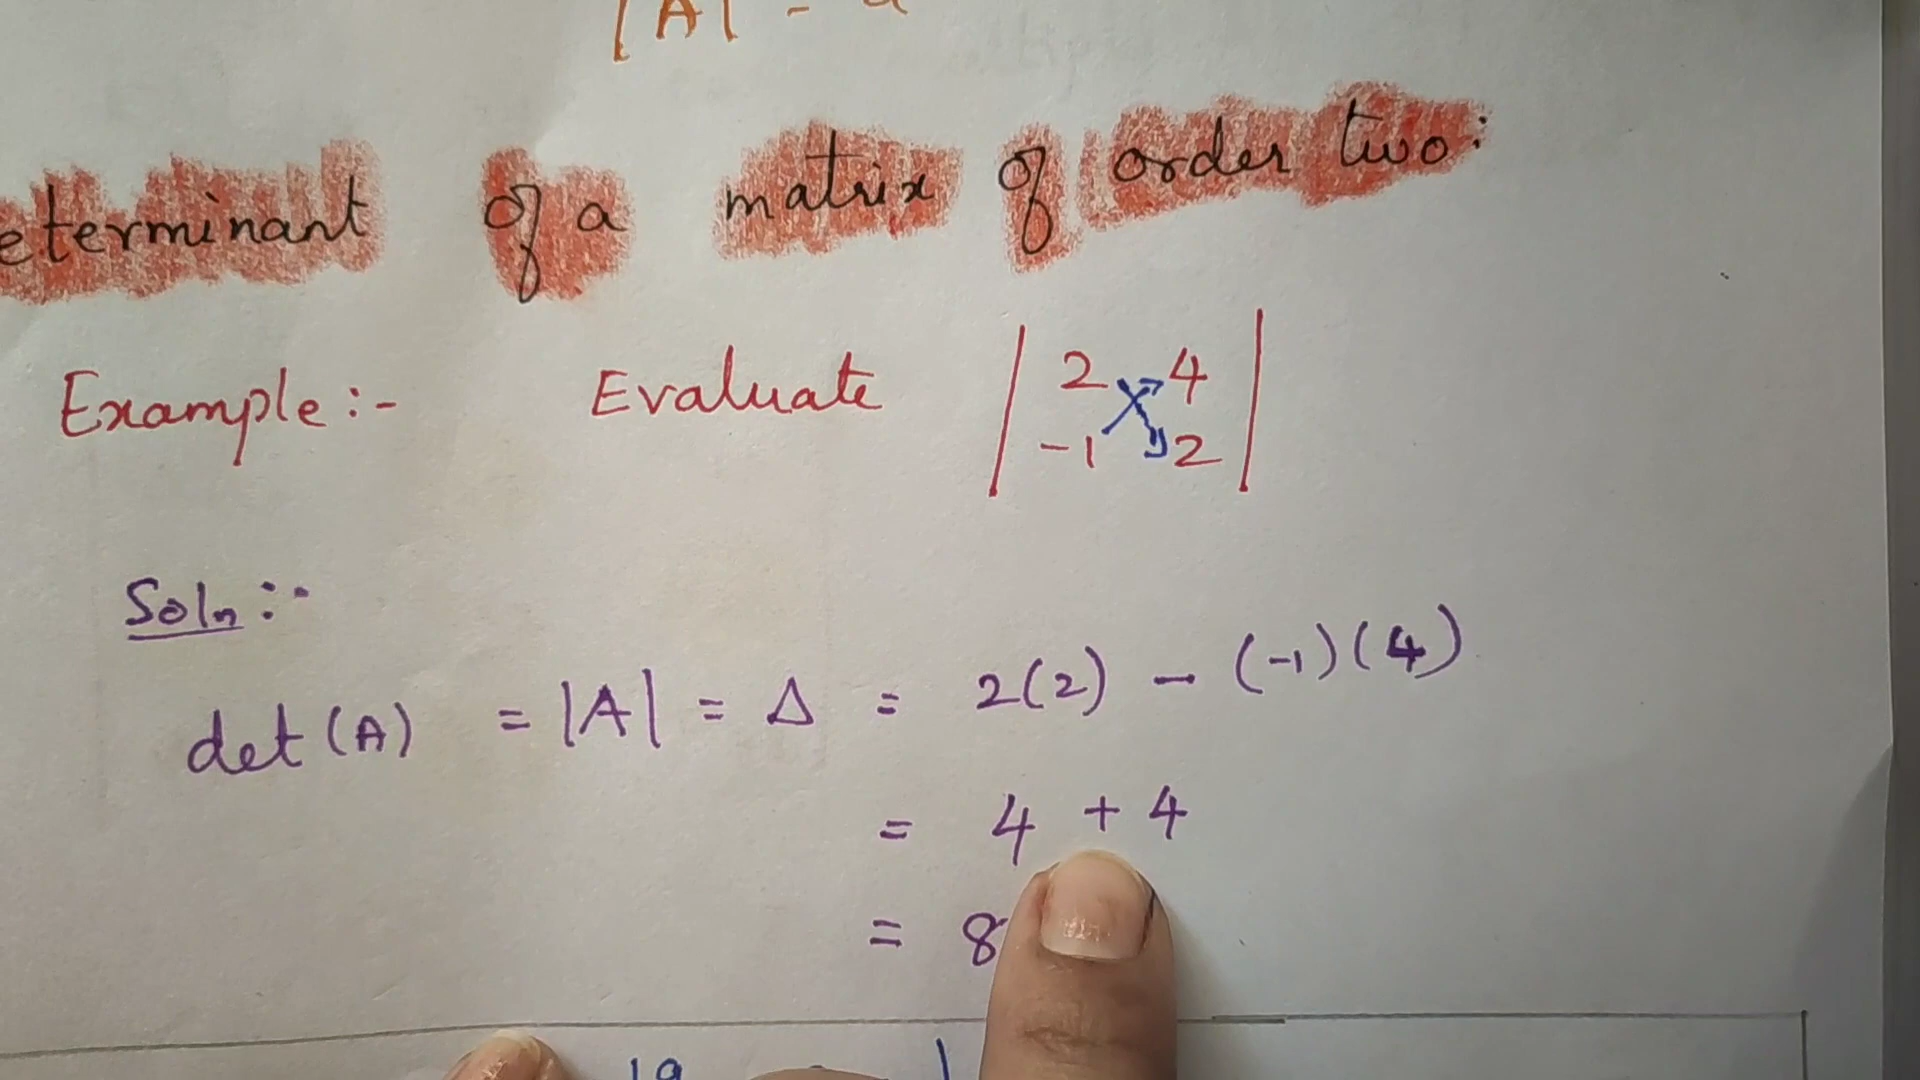 |A| =
eterminant of a matrix of order two:
Example:- Evaluate | 2 4 |
| -1 2 |
Soln:-
det (A) = |A| = Δ = 2(2) - (-1)(4)
= 4 + 4
= 8